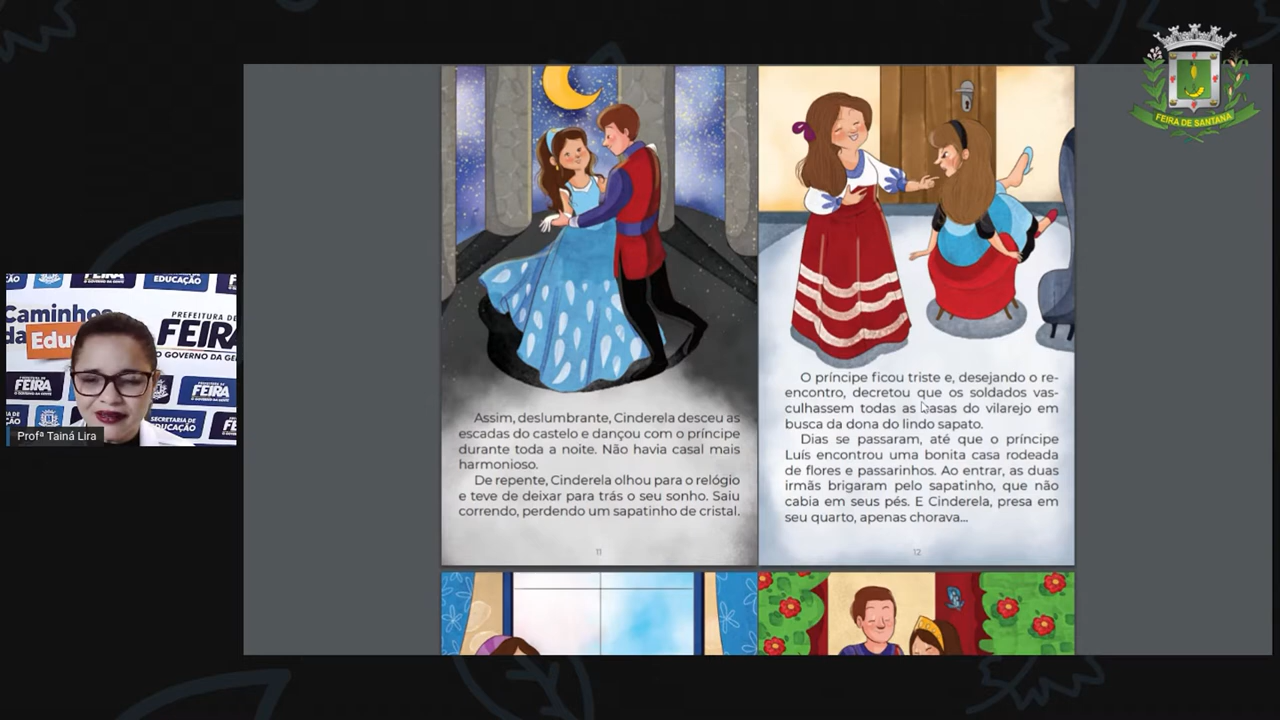 FEIRA DE SANTANA
Caminhos
da Edu
PREFEITURA DE
FEIRA
O GOVERNO DA GE
EDUCAÇÃO
FEIRA
FEIRA
SECRETARIA DE
EDUCAÇÃO
Profª Tainá Lira
Assim, deslumbrante, Cinderela desceu as
escadas do castelo e dançou com o príncipe
durante toda a noite. Não havia casal mais
harmonioso.
De repente, Cinderela olhou para o relógio
e teve de deixar para trás o seu sonho. Saiu
correndo, perdendo um sapatinho de cristal.
11
O príncipe ficou triste e, desejando o re-
encontro, decretou que os soldados vas-
culhassem todas as casas do vilarejo em
busca da dona do lindo sapato.
Dias se passaram, até que o príncipe
Luís encontrou uma bonita casa rodeada
de flores e passarinhos. Ao entrar, as duas
irmãs brigaram pelo sapatinho, que não
cabia em seus pés. E Cinderela, presa em
seu quarto, apenas chorava...
12